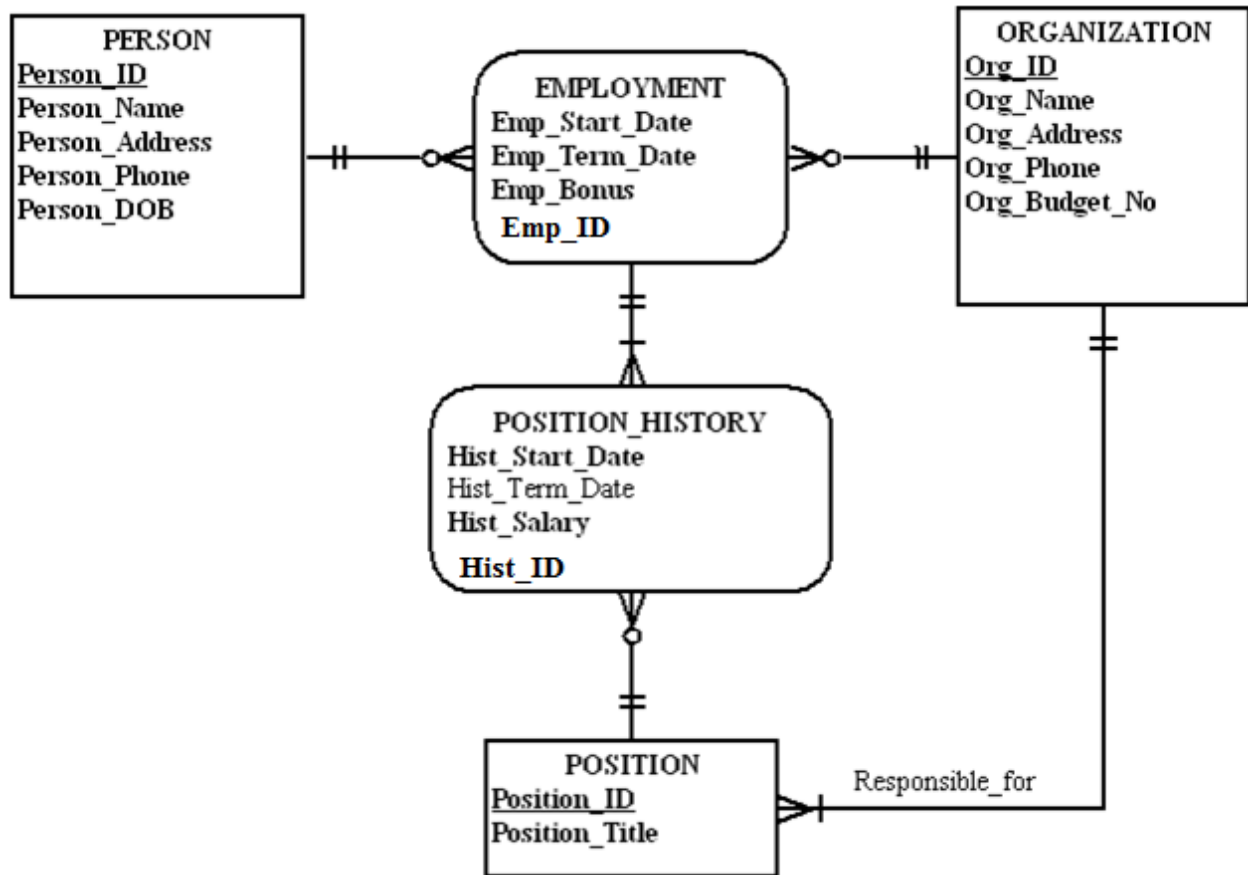 PERSON
Person_ID
Person_Name
Person_Address
Person_Phone
Person_DOB
EMPLOYMENT
Emp_Start_Date
Emp_Term_Date
Emp_Bonus
Emp_ID
ORGANIZATION
Org_ID
Org_Name
Org_Address
Org_Phone
Org_Budget_No
POSITION_HISTORY
Hist_Start_Date
Hist_Term_Date
Hist_Salary
Hist_ID
POSITION
Position_ID
Position_Title
Responsible_for